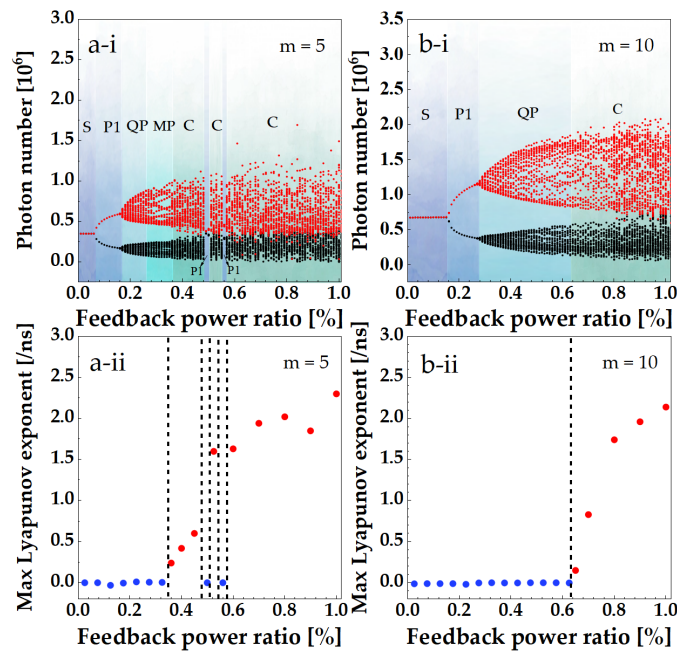 a-i
m = 5
Photon number [10⁶]
3.0
2.5
2.0
1.5
1.0
0.5
0.0
S P1 QP MP C C C
P1 P1
0.0 0.2 0.4 0.6 0.8 1.0
Feedback power ratio [%]
b-i
m = 10
Photon number [10⁶]
3.5
3.0
2.5
2.0
1.5
1.0
0.5
0.0
S P1 QP C
0.0 0.2 0.4 0.6 0.8 1.0
Feedback power ratio [%]
a-ii
m = 5
Max Lyapunov exponent [/ns]
3.0
2.5
2.0
1.5
1.0
0.0
0.0 0.2 0.4 0.6 0.8 1.0
Feedback power ratio [%]
b-ii
m = 10
Max Lyapunov exponent [/ns]
3.0
2.5
2.0
1.5
1.0
0.0
0.0 0.2 0.4 0.6 0.8 1.0
Feedback power ratio [%]